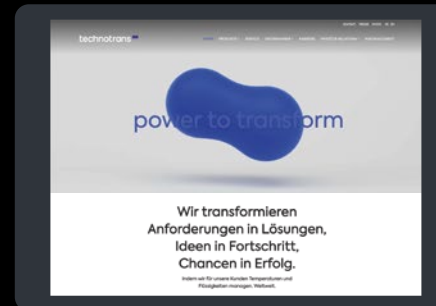 technotrans
power to transform
Wir transformieren
Anforderungen in Lösungen,
Ideen in Fortschritt,
Chancen in Erfolg.
Indem wir für unsere Kunden Temperaturen und
Flüssigkeiten managen. Weltweit.